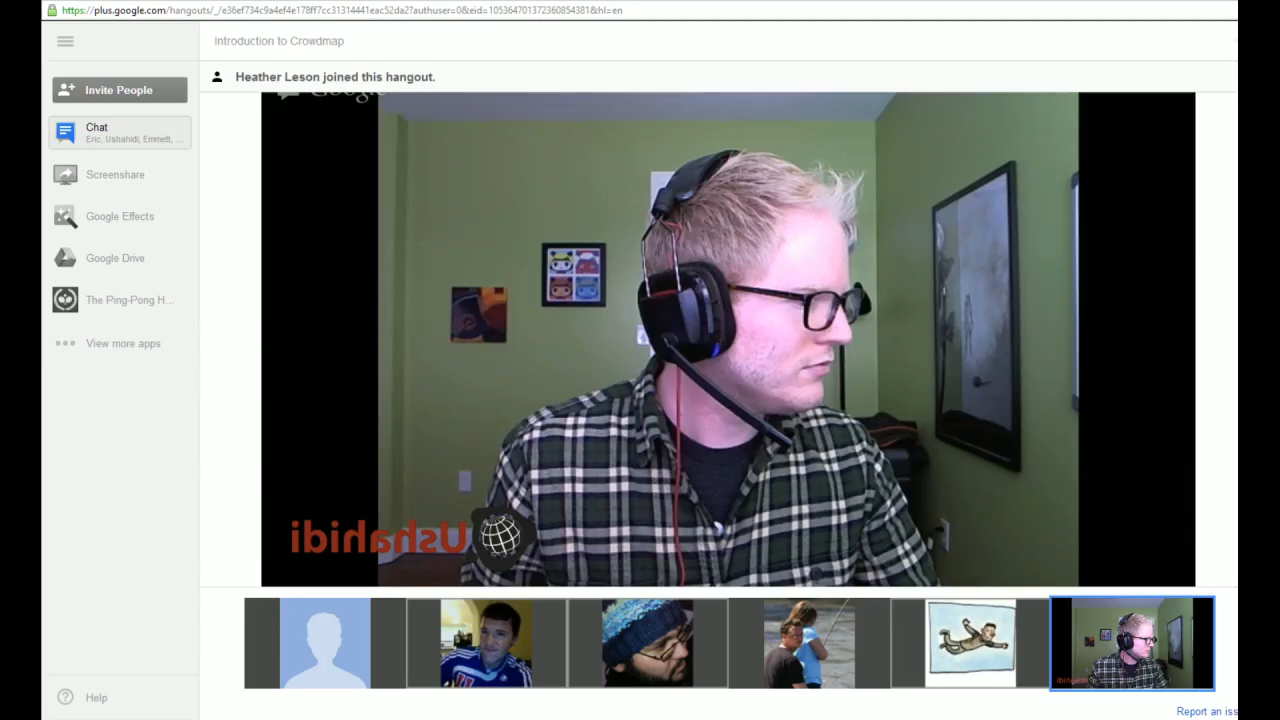 https://plus.google.com/hangouts/_/e36ef734c9a4ef4e178ff7cc31314441eac52da2?authuser=0&eid=105364701372360854381&hl=en
Introduction to Crowdmap
Heather Leson joined this hangout.
Invite People
Chat
Eric, Ushahidi, Emmett, ...
Screenshare
Google Effects
Google Drive
The Ping-Pong H...
View more apps
Google
Ushahidi
Help
Report an iss